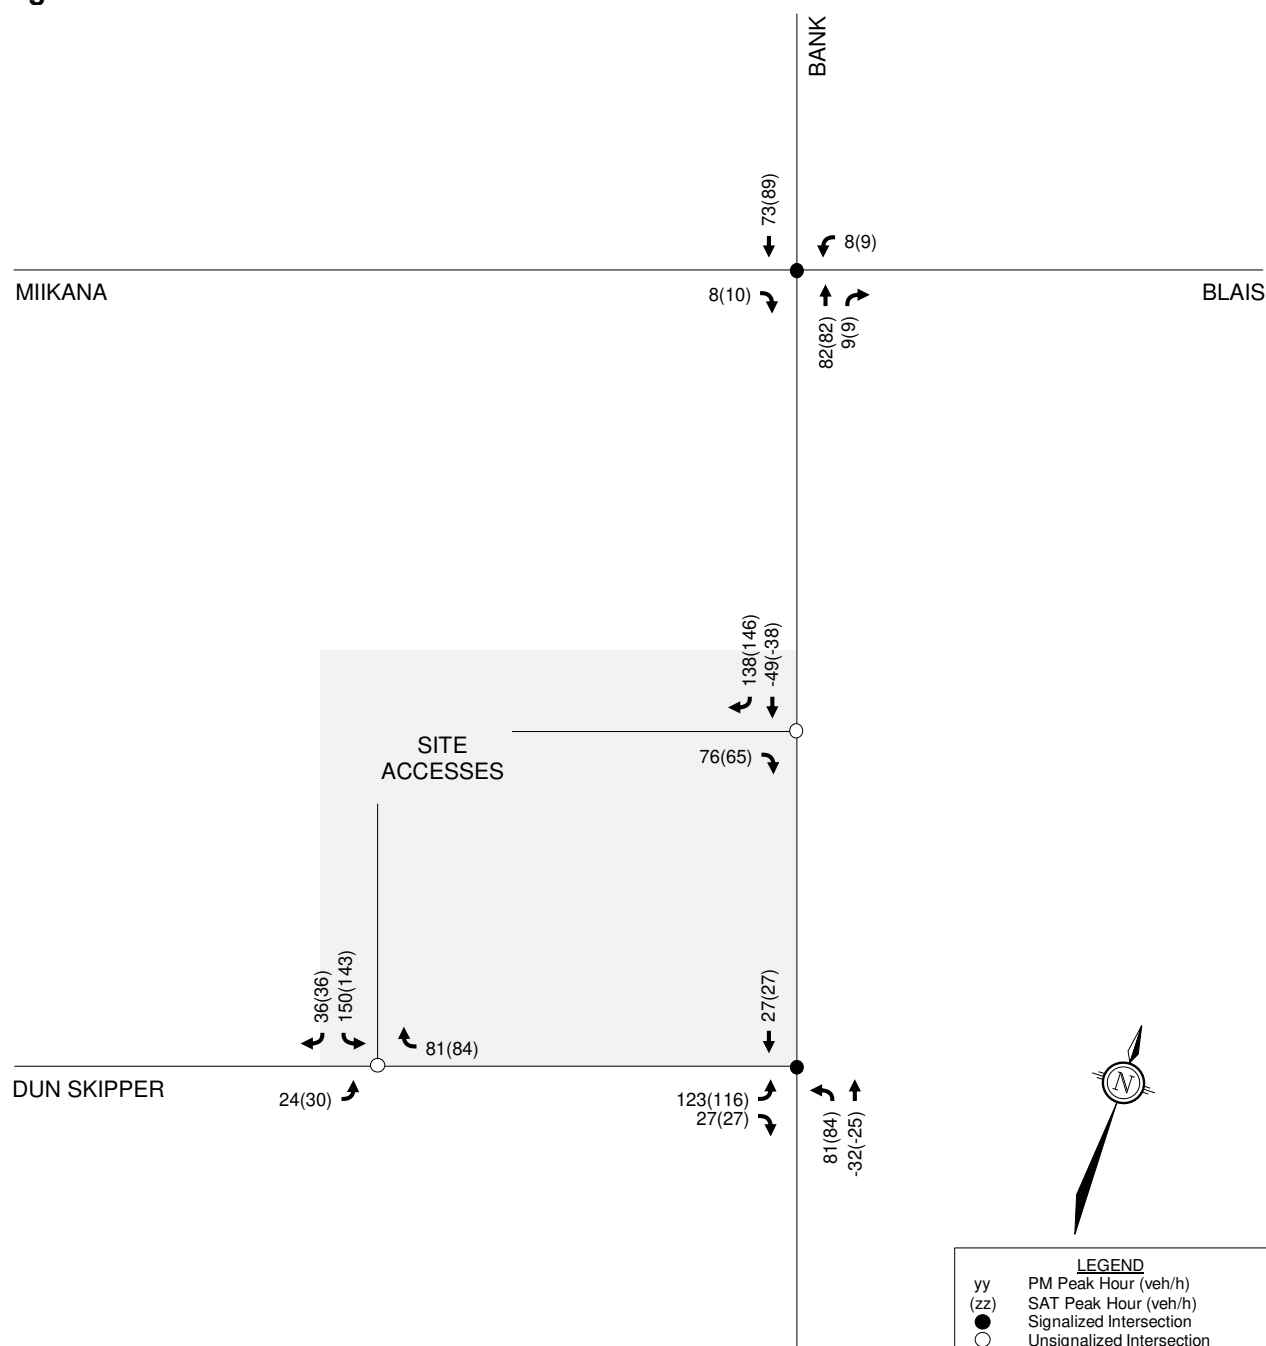 BANK
73(89)
8(9)
MIIKANA
8(10)
BLAIS
82(82)
9(9)
138(146)
-49(-38)
SITE
ACCESSES
76(65)
36(36)
150(143)
27(27)
81(84)
DUN SKIPPER
24(30)
123(116)
27(27)
81(84)
-32(-25)
N
LEGEND
yy PM Peak Hour (veh/h)
(zz) SAT Peak Hour (veh/h)
Signalized Intersection
Unsignalized Intersection